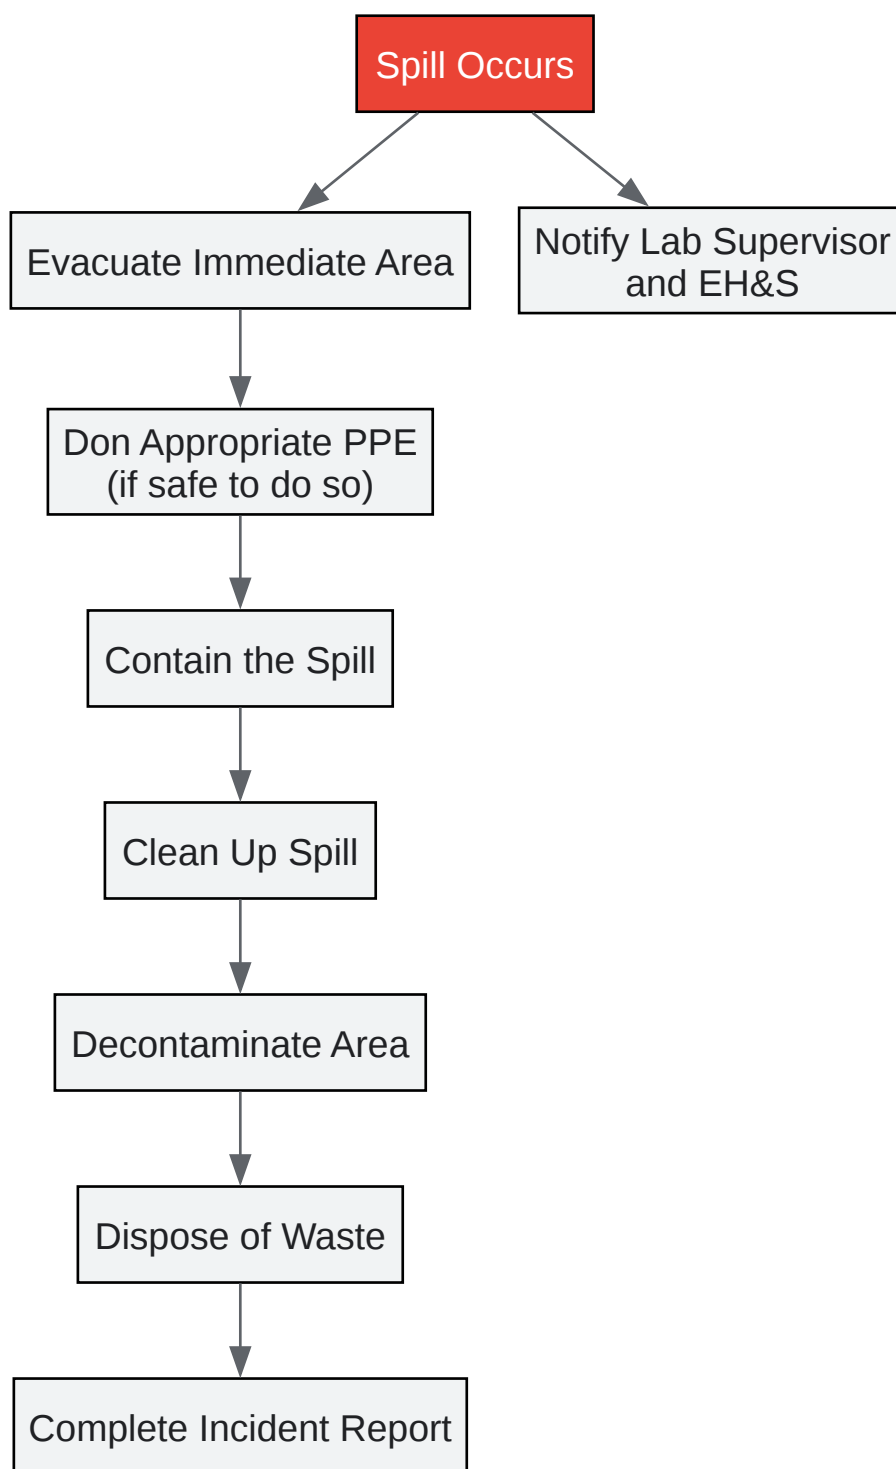 Spill Occurs
Evacuate Immediate Area
Notify Lab Supervisor
and EH&S
Don Appropriate PPE
(if safe to do so)
Contain the Spill
Clean Up Spill
Decontaminate Area
Dispose of Waste
Complete Incident Report